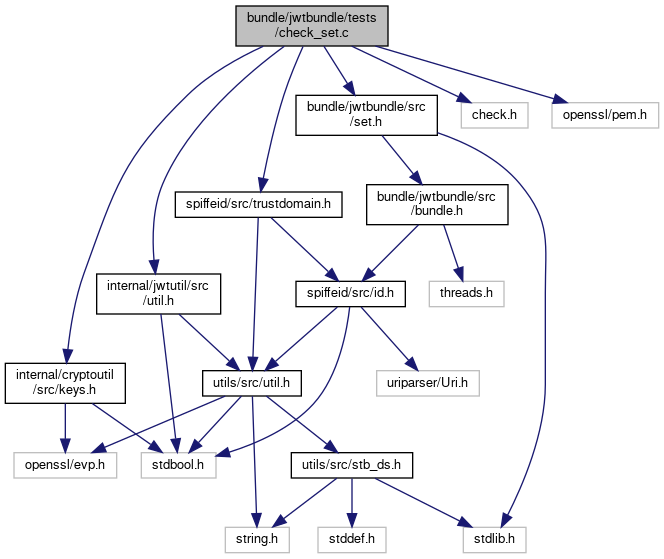 bundle/jwtbundle/tests
/check_set.c
bundle/jwtbundle/src
/set.h
check.h
openssl/pem.h
spiffeid/src/trustdomain.h
bundle/jwtbundle/src
/bundle.h
internal/jwtutil/src
/util.h
spiffeid/src/id.h
threads.h
internal/cryptoutil
/src/keys.h
utils/src/util.h
uriparser/Uri.h
openssl/evp.h
stdbool.h
utils/src/stb_ds.h
string.h
stddef.h
stdlib.h